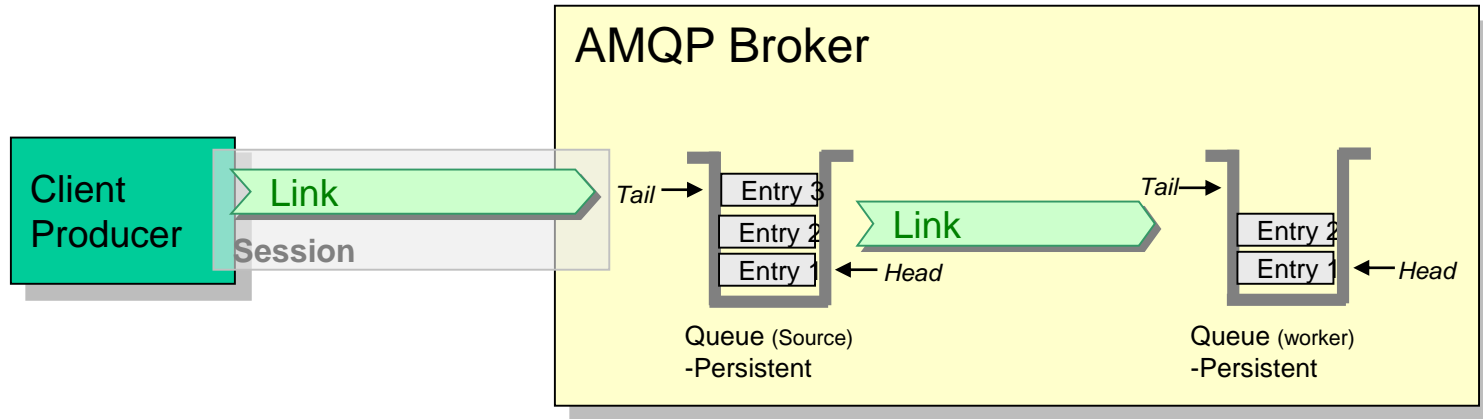 AMQP Broker
Client
Producer
Link
Session
Tail
Entry 3
Entry 2
Entry 1
Head
Queue (Source)
-Persistent
Link
Tail
Entry 2
Entry 1
Head
Queue (worker)
-Persistent